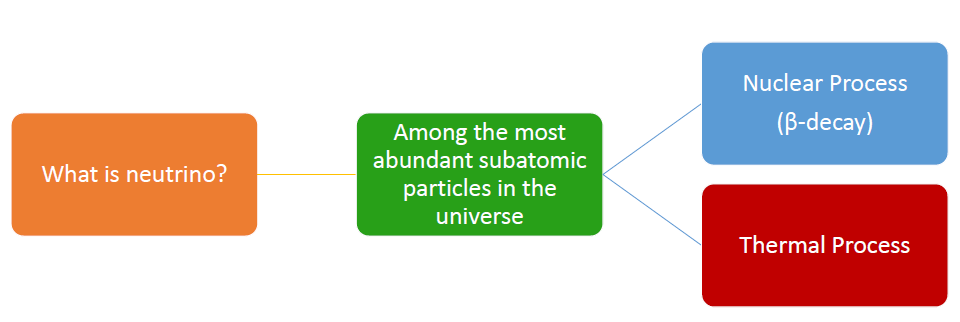 What is neutrino?
Among the most
abundant subatomic
particles in the
universe
Nuclear Process
(β-decay)
Thermal Process